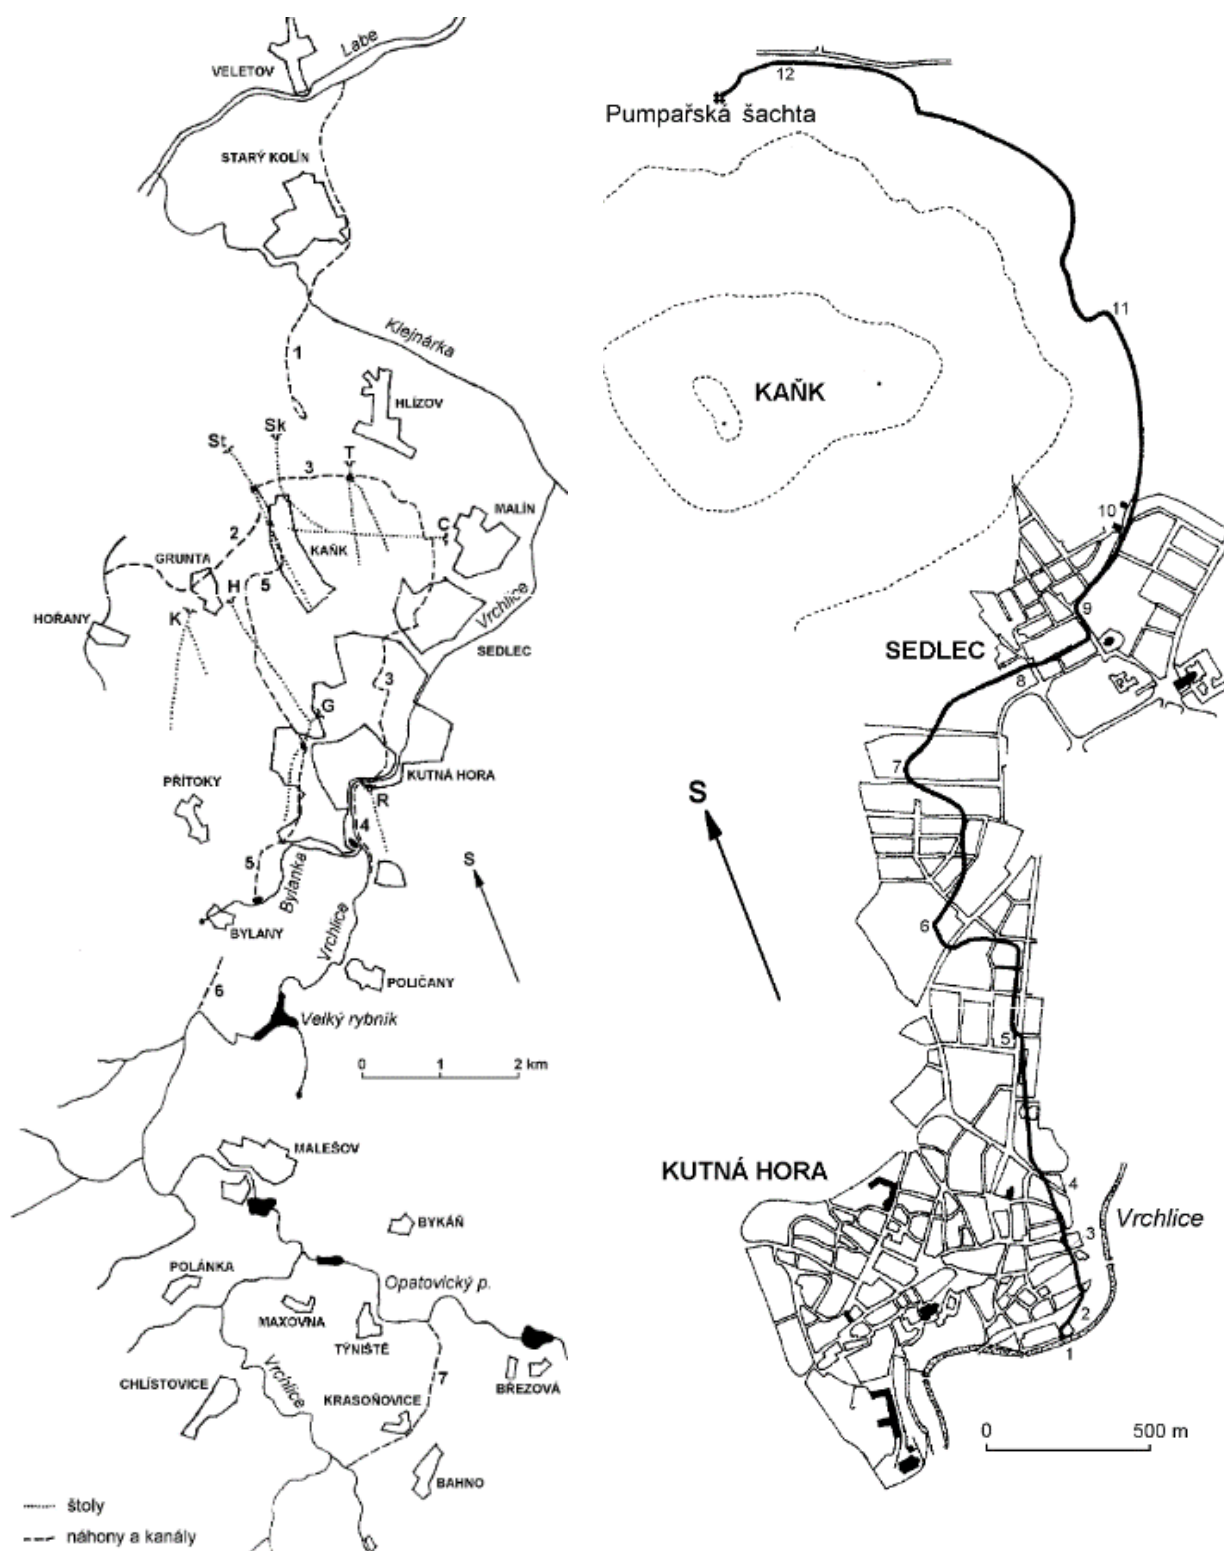 Labe
VELETOV
STARÝ KOLÍN
Klejnárka
1
HLÍZOV
Sk
St
T
3
MALÍN
C
2
KAŇK
GRUNTA
5
H
Vrchlice
HOŘANY
K
SEDLEC
3
G
KUTNÁ HORA
PŘÍTOKY
R
4
5
S
Bylanka
BYLANY
Vrchlice
POLIČANY
6
Velký rybník
0 1 2 km
MALEŠOV
BYKÁŇ
POLÁNKA
Opatovický p.
MAXOVNA
TÝNIŠTĚ
Vrchlice
7
BŘEZOVÁ
CHLÍSTOVICE
KRASOŇOVICE
BAHNO
štoly
náhony a kanály
12
Pumpařská šachta
11
KAŇK
10
9
SEDLEC
8
7
S
6
5
KUTNÁ HORA
4
Vrchlice
3
2
1
0 500 m